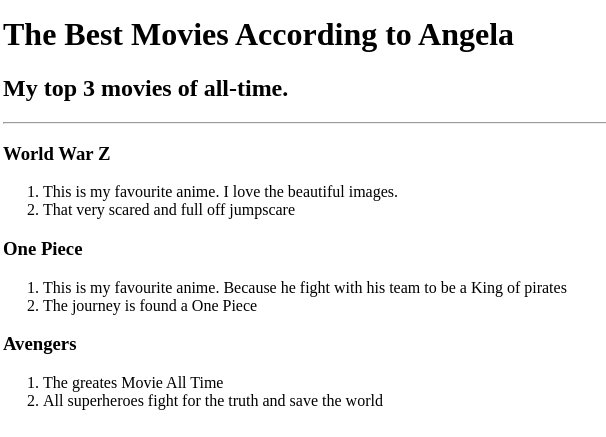 The Best Movies According to Angela
My top 3 movies of all-time.
World War Z
1. This is my favourite anime. I love the beautiful images.
2. That very scared and full off jumpscare
One Piece
1. This is my favourite anime. Because he fight with his team to be a King of pirates
2. The journey is found a One Piece
Avengers
1. The greates Movie All Time
2. All superheroes fight for the truth and save the world